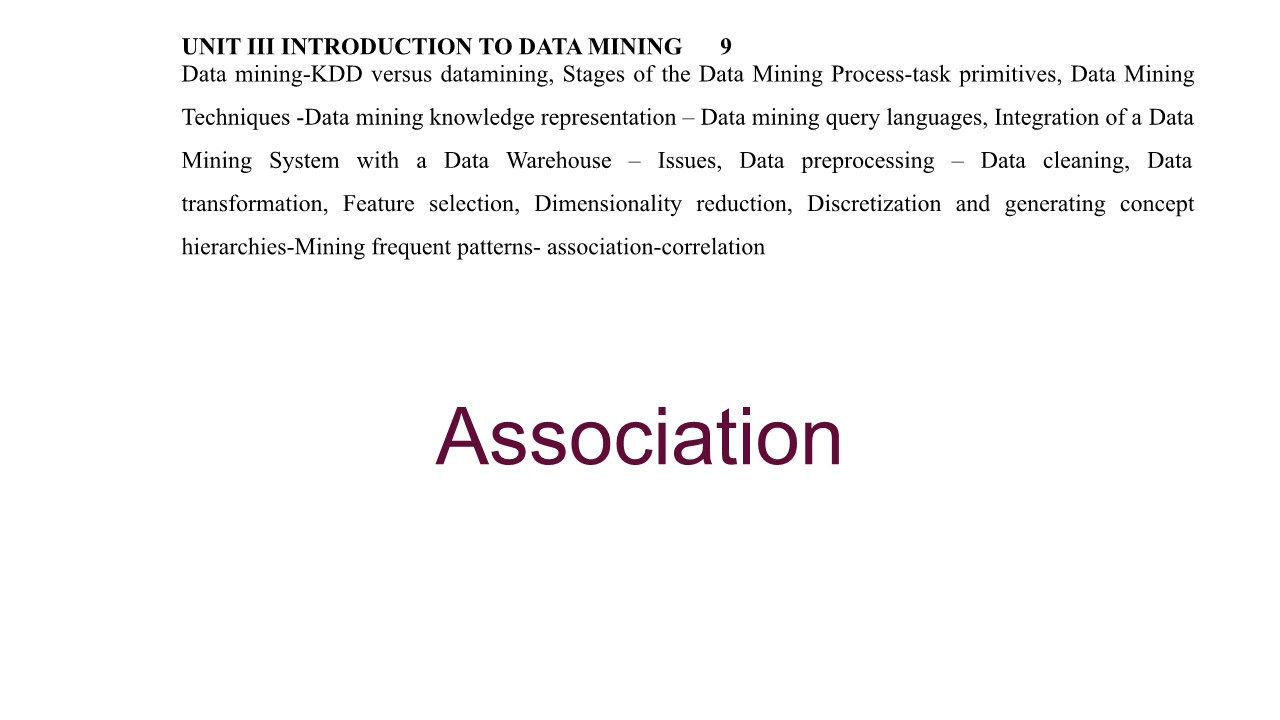 UNIT III INTRODUCTION TO DATA MINING 9
Data mining-KDD versus datamining, Stages of the Data Mining Process-task primitives, Data Mining
Techniques -Data mining knowledge representation – Data mining query languages, Integration of a Data
Mining System with a Data Warehouse – Issues, Data preprocessing – Data cleaning, Data
transformation, Feature selection, Dimensionality reduction, Discretization and generating concept
hierarchies-Mining frequent patterns- association-correlation
Association